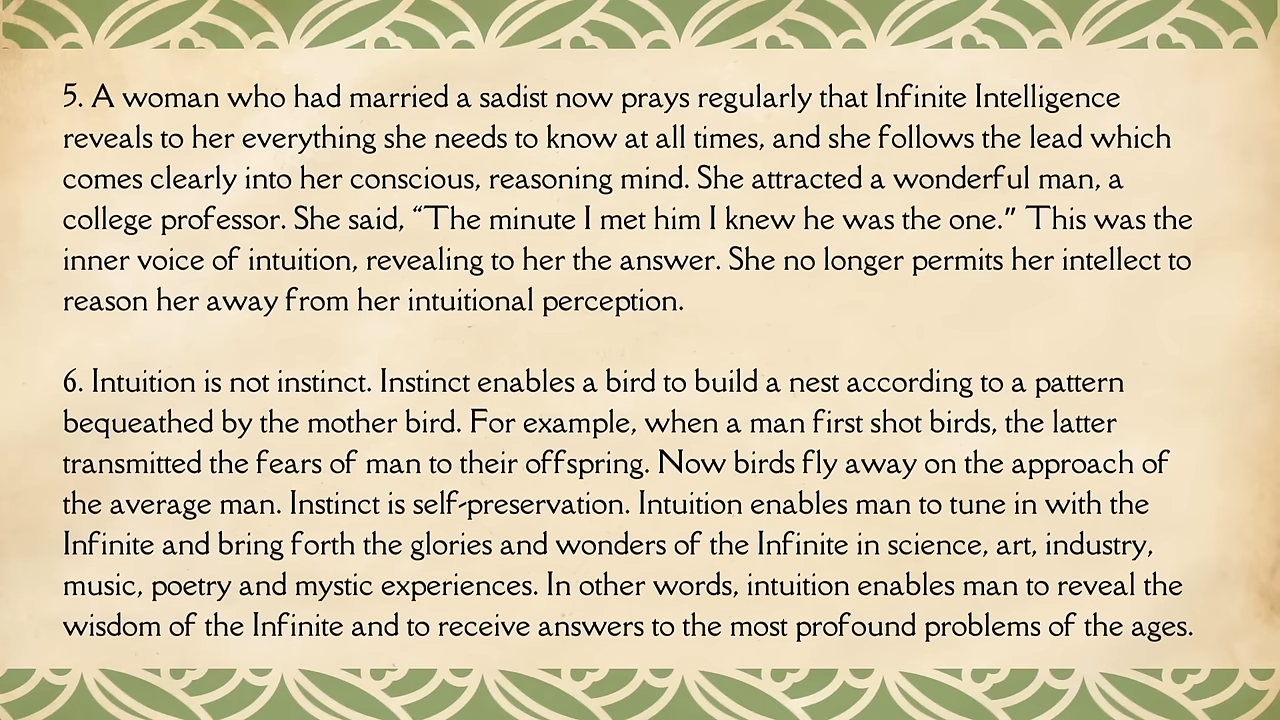 5. A woman who had married a sadist now prays regularly that Infinite Intelligence
reveals to her everything she needs to know at all times, and she follows the lead which
comes clearly into her conscious, reasoning mind. She attracted a wonderful man, a
college professor. She said, “The minute I met him I knew he was the one." This was the
inner voice of intuition, revealing to her the answer. She no longer permits her intellect to
reason her away from her intuitional perception.
6. Intuition is not instinct. Instinct enables a bird to build a nest according to a pattern
bequeathed by the mother bird. For example, when a man first shot birds, the latter
transmitted the fears of man to their offspring. Now birds fly away on the approach of
the average man. Instinct is self-preservation. Intuition enables man to tune in with the
Infinite and bring forth the glories and wonders of the Infinite in science, art, industry,
music, poetry and mystic experiences. In other words, intuition enables man to reveal the
wisdom of the Infinite and to receive answers to the most profound problems of the ages.